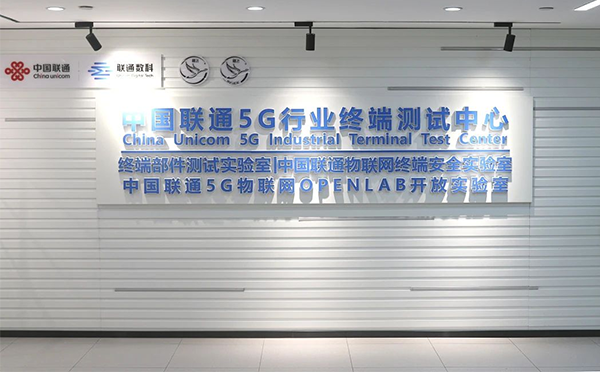 中国联通
China unicom
联通数科
中国联通5G行业终端测试中心
China Unicom 5G Industrial Terminal Test Center
终端部件测试实验室|中国联通物联网终端安全实验室
中国联通5G物联网OPENLAB开放实验室